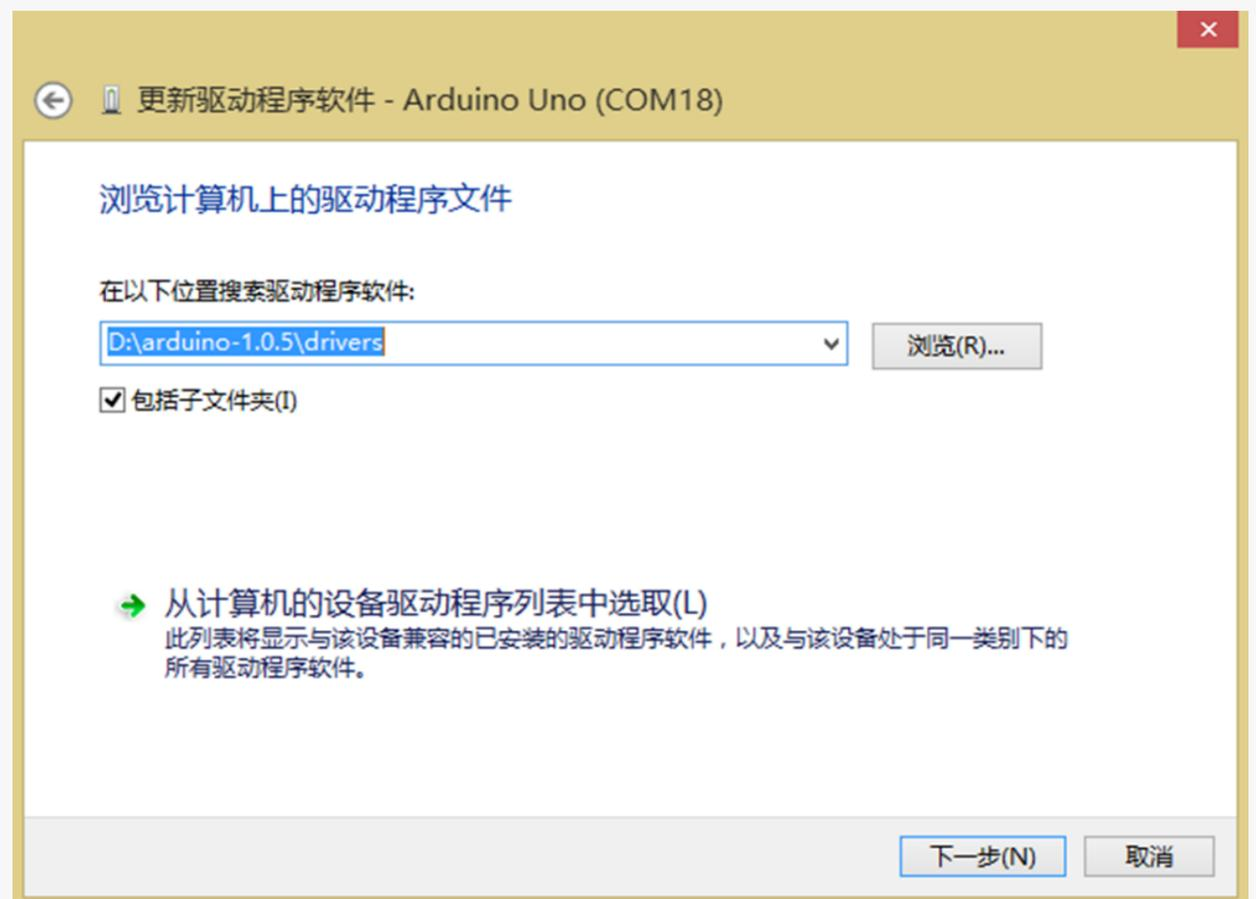 更新驱动程序软件 - Arduino Uno (COM18)
浏览计算机上的驱动程序文件
在以下位置搜索驱动程序软件:
D:\arduino-1.0.5\drivers
浏览(R)...
包括子文件夹(I)
从计算机的设备驱动程序列表中选取(L)
此列表将显示与该设备兼容的已安装的驱动程序软件，以及与该设备处于同一类别下的
所有驱动程序软件。
下一步(N)
取消